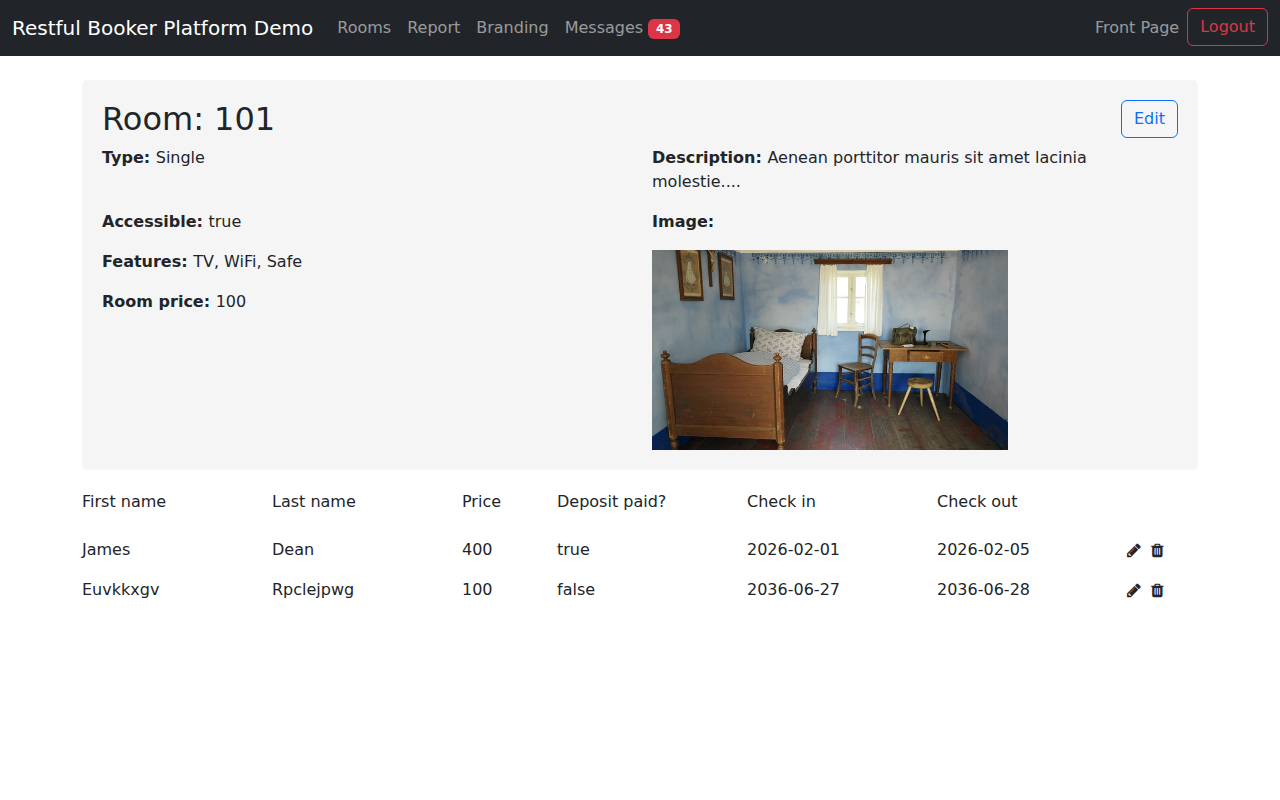 Restful Booker Platform Demo Rooms Report Branding Messages 43 Front Page Logout
Room: 101 Edit
Type: Single
Description: Aenean porttitor mauris sit amet lacinia
molestie....
Accessible: true
Image:
Features: TV, WiFi, Safe
Room price: 100
First name Last name Price Deposit paid? Check in Check out
James Dean 400 true 2026-02-01 2026-02-05
Euvkkxgv Rpclejpwg 100 false 2036-06-27 2036-06-28